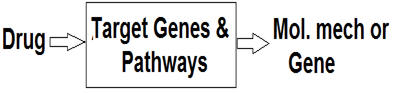 Drug
Target Genes &
Pathways
Mol. mech or
Gene